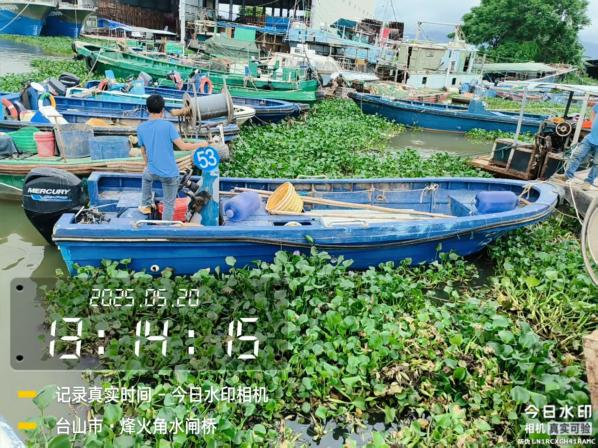 53
MERCURY
2025.05.20
13:14:15
记录真实时间-今日水印相机
台山市·烽火角水闸桥
今日水印
相机 真实可验